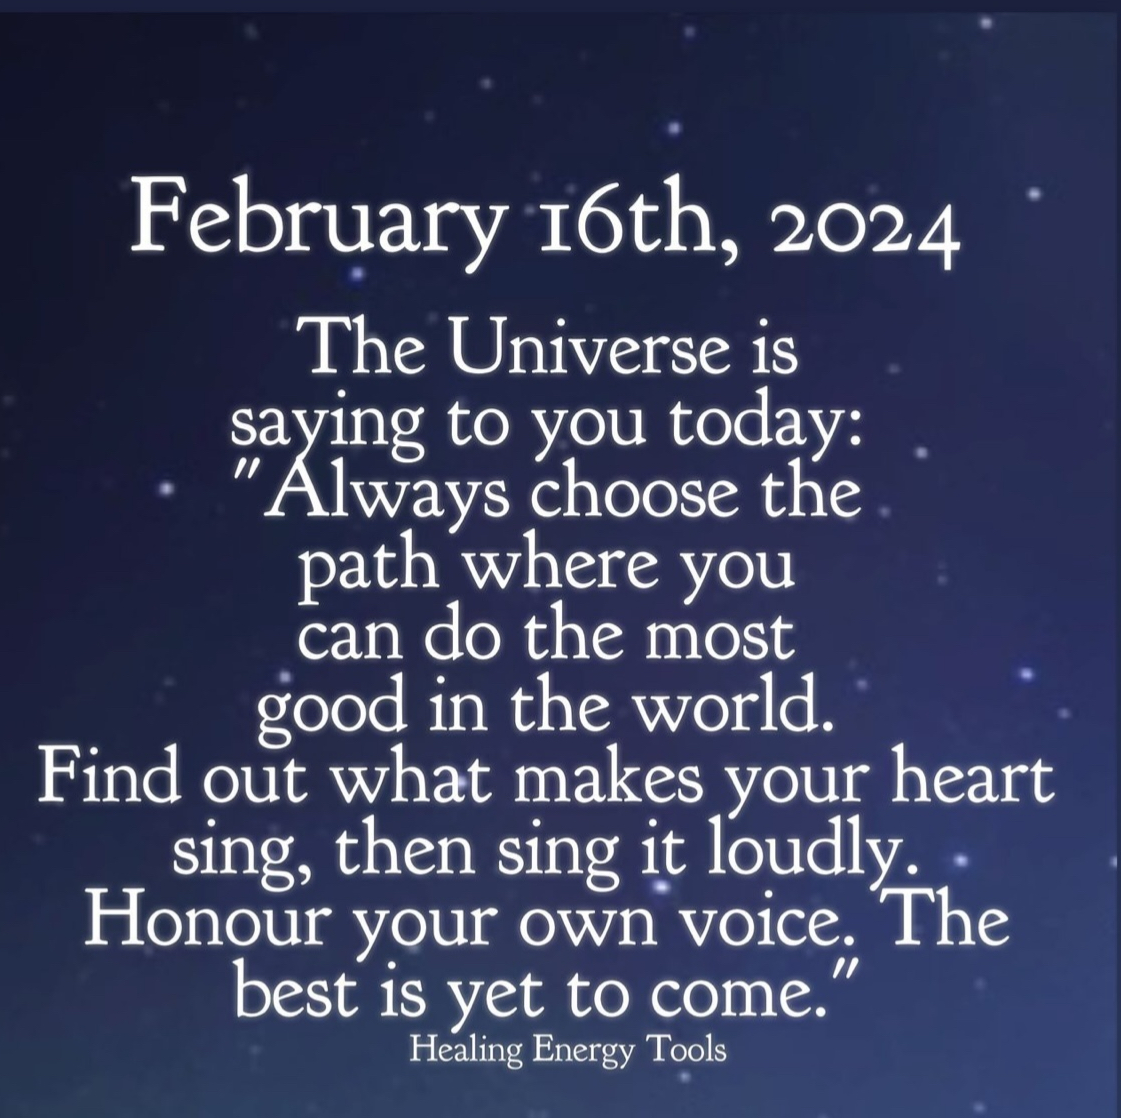 February 16th, 2024
The Universe is
saying to you today:
"Always choose the
path where you
can do the most
good in the world.
Find out what makes your heart
sing, then sing it loudly.
Honour your own voice. The
best is yet to come."
Healing Energy Tools